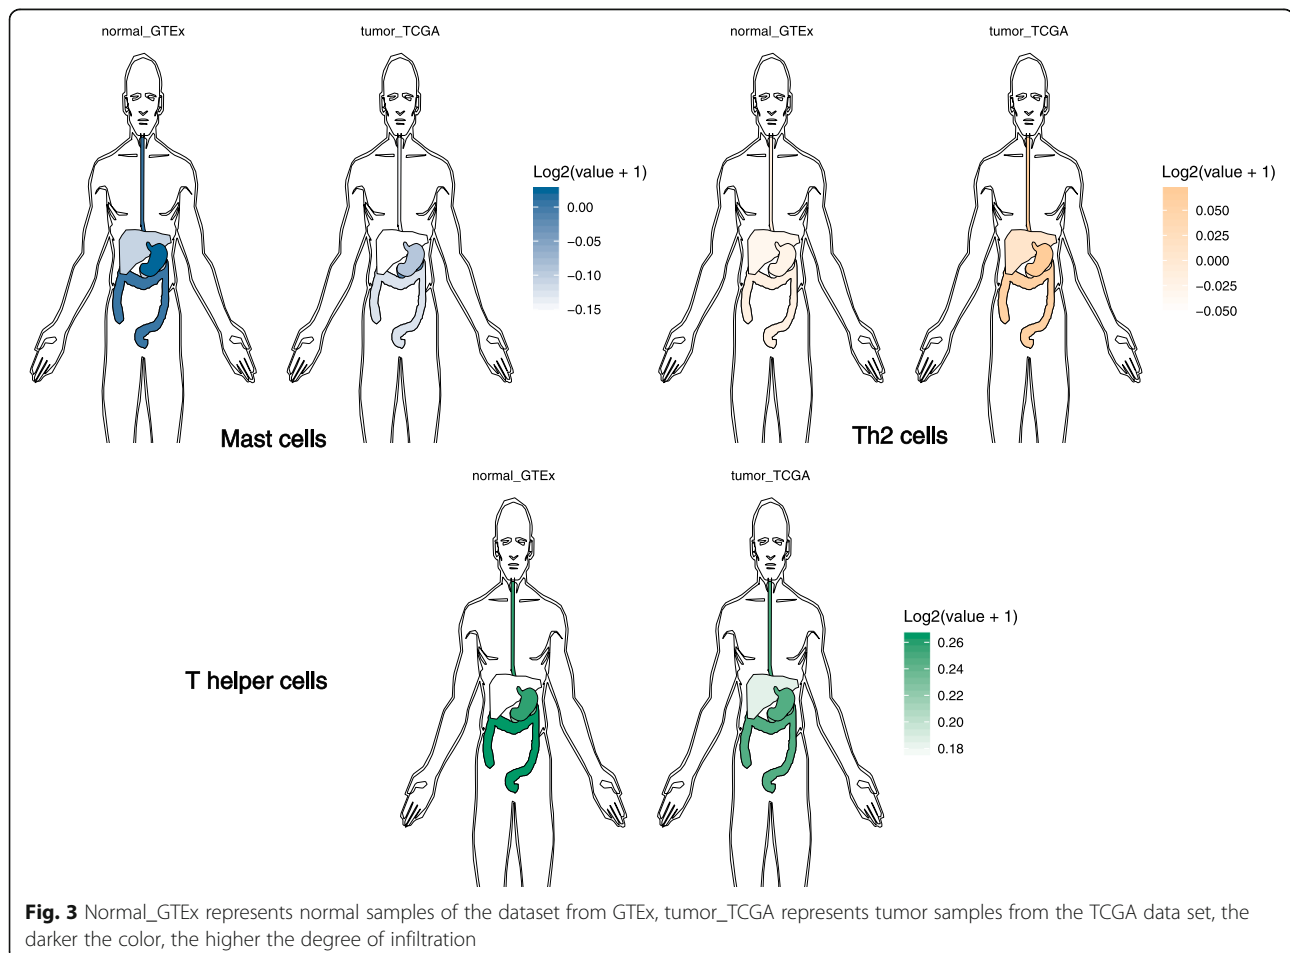 normal_GTEx
tumor_TCGA
Log2(value + 1)
0.00
−0.05
−0.10
−0.15
Mast cells
normal_GTEx
tumor_TCGA
Log2(value + 1)
0.050
0.025
0.000
−0.025
−0.050
Th2 cells
normal_GTEx
tumor_TCGA
Log2(value + 1)
0.26
0.24
0.22
0.20
0.18
T helper cells
Fig. 3 Normal_GTEx represents normal samples of the dataset from GTEx, tumor_TCGA represents tumor samples from the TCGA data set, the
darker the color, the higher the degree of infiltration